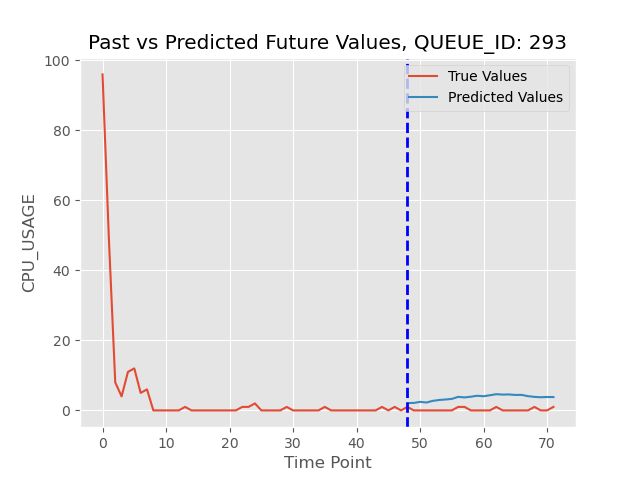 Past vs Predicted Future Values, QUEUE_ID: 293
True Values
Predicted Values
CPU_USAGE
100
80
60
40
20
0
0 10 20 30 40 50 60 70
Time Point